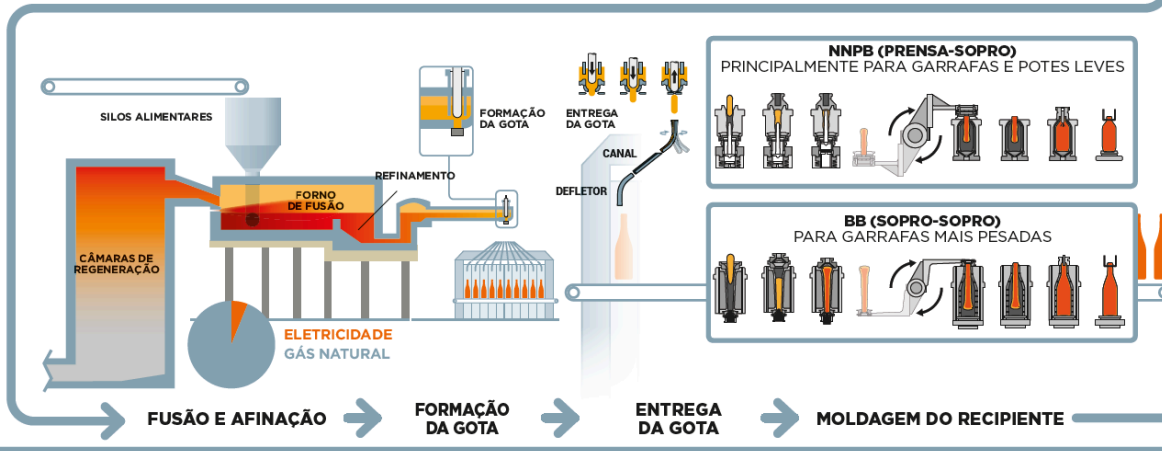 NNPB (PRENSA-SOPRO)
PRINCIPALMENTE PARA GARRAFAS E POTES LEVES
SILOS ALIMENTARES
FORMAÇÃO
DA GOTA
ENTREGA
DA GOTA
CANAL
DEFLETOR
REFINAMENTO
FORNO
DE FUSÃO
CÂMARAS DE
REGENERAÇÃO
BB (SOPRO-SOPRO)
PARA GARRAFAS MAIS PESADAS
ELETRICIDADE
GÁS NATURAL
FUSÃO E AFINAÇÃO
FORMAÇÃO
DA GOTA
ENTREGA
DA GOTA
MOLDAGEM DO RECIPIENTE